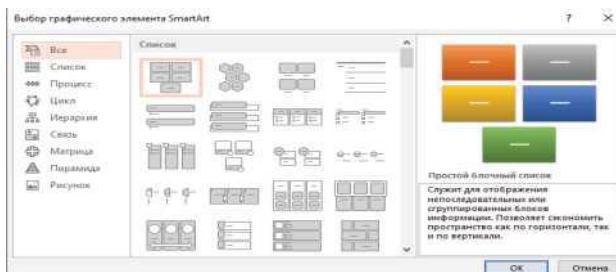 Выбор графического элемента SmartArt
?
Все
Список
Процесс
Цикл
Иерархия
Связь
Матрица
Пирамида
Рисунок
Список
Простой блочный список
Служит для отображения
непоследовательных или
сгруппированных блоков
информации. Позволяет сэкономить
пространство как по горизонтали, так
и по вертикали.
OK
Отмена